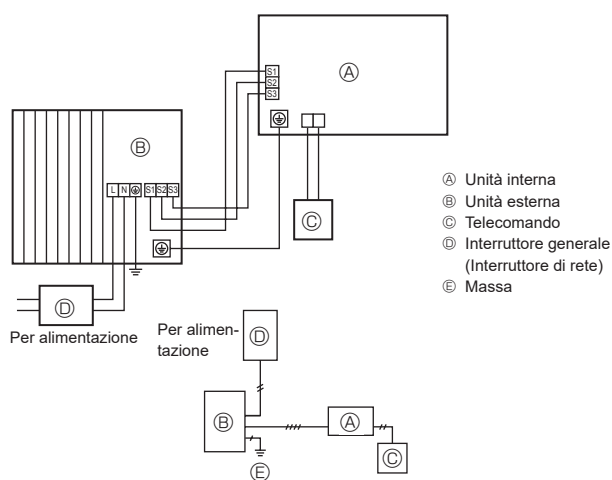 S1
S2
S3
Ⓐ
Ⓑ
L N S1 S2 S3
Ⓒ
Ⓓ
Per alimentazione
Ⓐ Unità interna
Ⓑ Unità esterna
Ⓒ Telecomando
Ⓓ Interruttore generale
(Interruttore di rete)
Ⓔ Massa
Per alimen-
tazione
Ⓓ
Ⓑ
Ⓐ
Ⓒ
Ⓔ